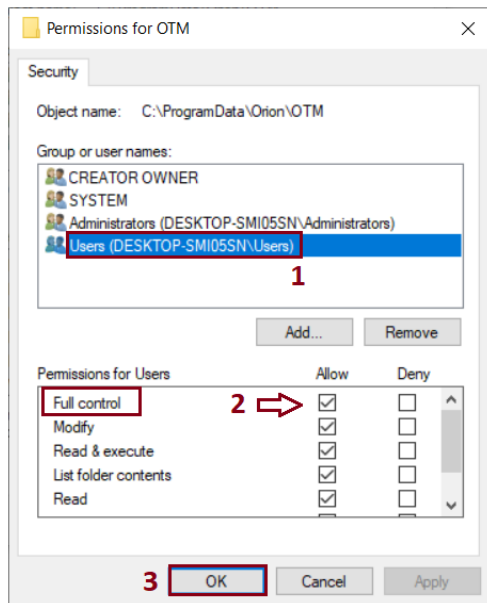 Permissions for OTM
Security
Object name: C:\ProgramData\Orion\OTM
Group or user names:
CREATOR OWNER
SYSTEM
Administrators (DESKTOP-SMI05SN\Administrators)
Users (DESKTOP-SMI05SN\Users)
1
Add... Remove
Permissions for Users Allow Deny
Full control 2
Modify
Read & execute
List folder contents
Read
3 OK Cancel Apply